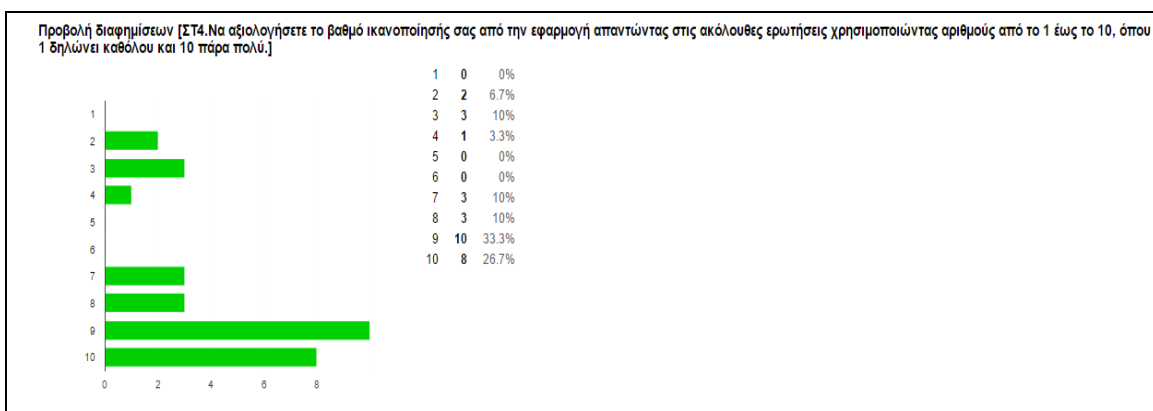 Προβολή διαφημίσεων [ΣΤ4.Να αξιολογήσετε το βαθμό ικανοποίησής σας από την εφαρμογή απαντώντας στις ακόλουθες ερωτήσεις χρησιμοποιώντας αριθμούς από το 1 έως το 10, όπου
1 δηλώνει καθόλου και 10 πάρα πολύ.]
1 0 0%
2 2 6.7%
3 3 10%
4 1 3.3%
5 0 0%
6 0 0%
7 3 10%
8 3 10%
9 10 33.3%
10 8 26.7%
1
2
3
4
5
6
7
8
9
10
0 2 4 6 8